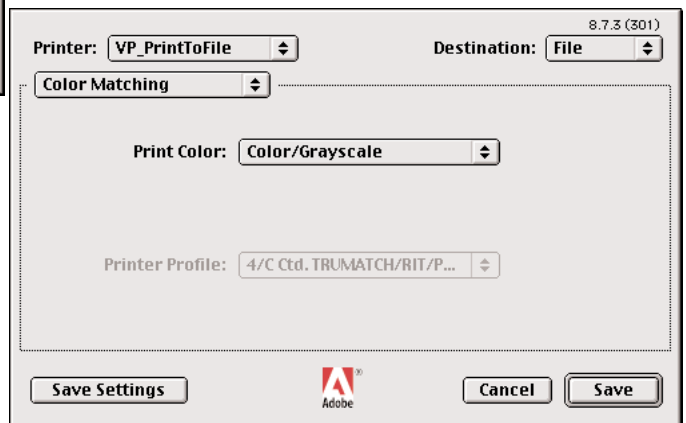 8.7.3 (301)
Printer: VP_PrintToFile Destination: File
Color Matching
Print Color: Color/Grayscale
Printer Profile: 4/C Ctd. TRUMATCH/RIT/P...
Save Settings Adobe ® Cancel Save